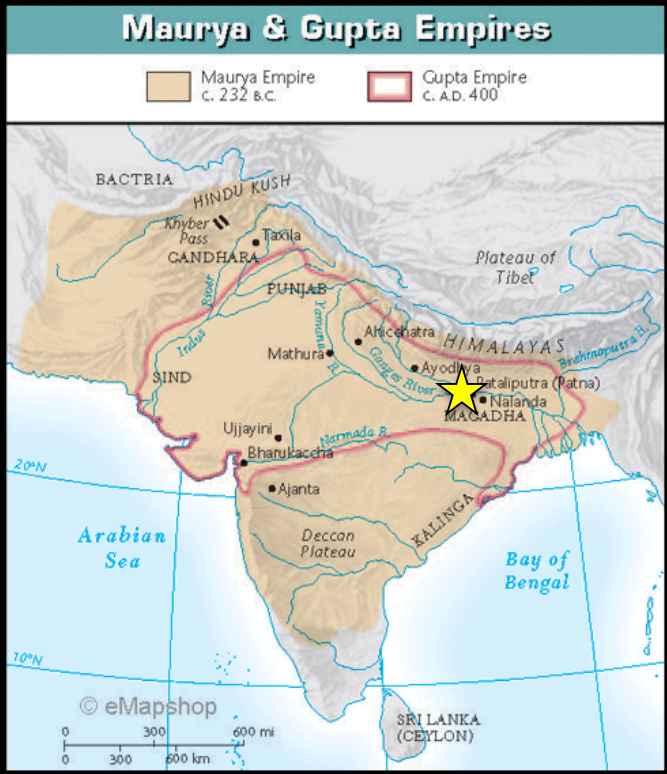 Maurya & Gupta Empires
Maurya Empire
C. 232 B.C.
Gupta Empire
C. A.D. 400
BACTRIA
HINDU KUSH
Khyber
Pass
Taxila
GANDHARA
Plateau of
Tibet
PUNJAB
Indus
River
Yamuna R.
Ahicchatra
HIMALAYAS
Brahmaputra R.
Mathura
Ganges River
Ayodhya
SIND
Pataliputra (Patna)
Nalanda
MAGADHA
Ujjayini
Narmada R.
Bharukaccha
20°N
Ajanta
KALINGA
Arabian
Sea
Deccan
Plateau
Bay of
Bengal
10°N
© eMapshop
SRI LANKA
(CEYLON)
0 300 600 mi
0 300 600 km